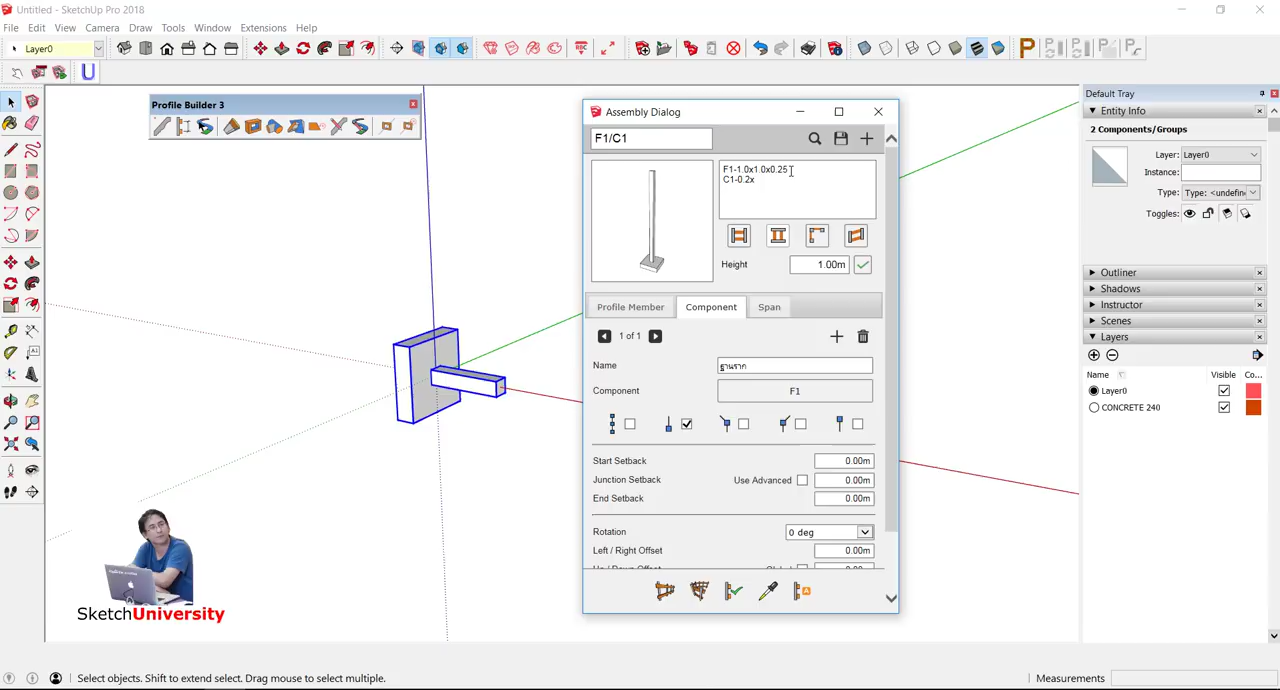 Untitled - SketchUp Pro 2018
File Edit View Camera Draw Tools Window Extensions Help
Layer0
Profile Builder 3
Assembly Dialog
F1/C1
F1-1.0x1.0x0.25
C1-0.2x
Height 1.00m
Profile Member Component Span
1 of 1
Name ฐานราก
Component F1
Start Setback 0.00m
Junction Setback Use Advanced 0.00m
End Setback 0.00m
Rotation 0 deg
Left / Right Offset 0.00m
Default Tray
Entity Info
2 Components/Groups
Layer: Layer0
Instance:
Type: Type: <undefin
Toggles:
Outliner
Shadows
Instructor
Scenes
Layers
Name Visible Co...
Layer0
CONCRETE 240
SketchUniversity
Select objects. Shift to extend select. Drag mouse to select multiple.
Measurements